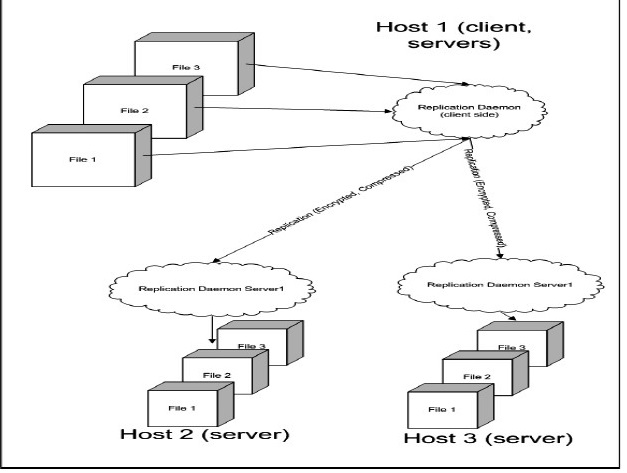 Host 1 (client,
servers)
File 3
File 2
File 1
Replication Daemon
(client side)
Replication (Encrypted, Compressed)
Replication (Encrypted, Compressed)
Replication Daemon Server1
Replication Daemon Server1
File 3
File 2
File 1
Host 2 (server)
File 3
File 2
File 1
Host 3 (server)